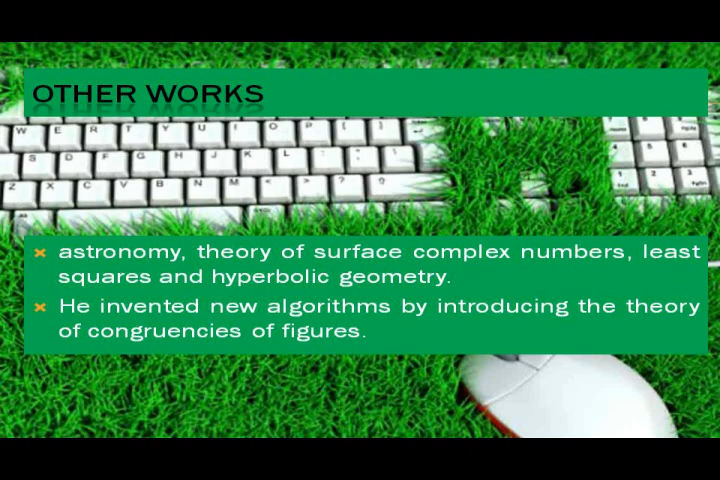 OTHER WORKS
W E R T Y U I O P [ ]
S D F G H J K L
Z X C V B N M < > ?
astronomy, theory of surface complex numbers, least
squares and hyperbolic geometry.
He invented new algorithms by introducing the theory
of congruencies of figures.